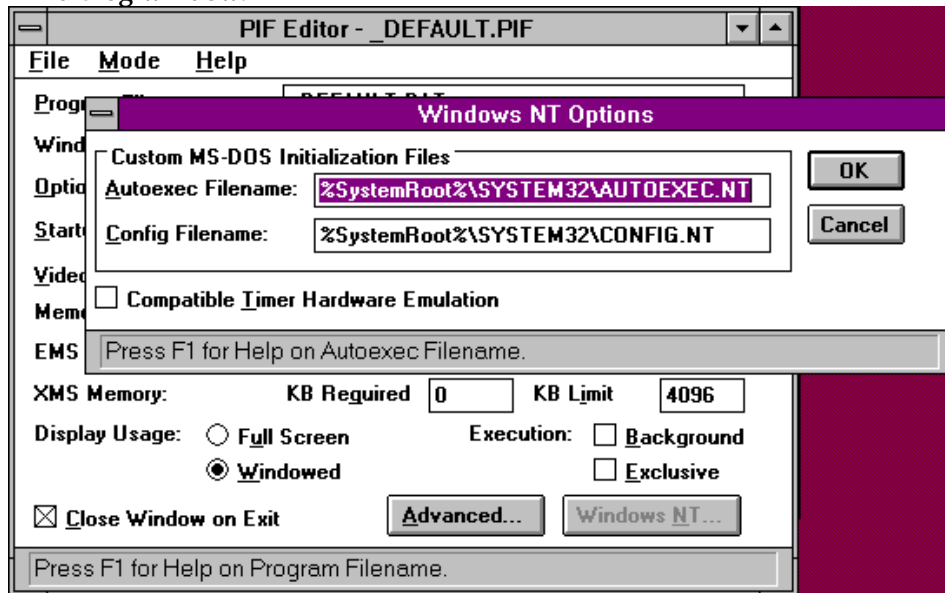 PIF Editor - _DEFAULT.PIF
File Mode Help
Windows NT Options
Custom MS-DOS Initialization Files
Autoexec Filename: %SystemRoot%\SYSTEM32\AUTOEXEC.NT
OK
Config Filename: %SystemRoot%\SYSTEM32\CONFIG.NT
Cancel
Compatible Timer Hardware Emulation
EMS Press F1 for Help on Autoexec Filename.
XMS Memory: KB Required 0 KB Limit 4096
Display Usage: Full Screen Execution: Background
Windowed Exclusive
Close Window on Exit Advanced... Windows NT...
Press F1 for Help on Program Filename.